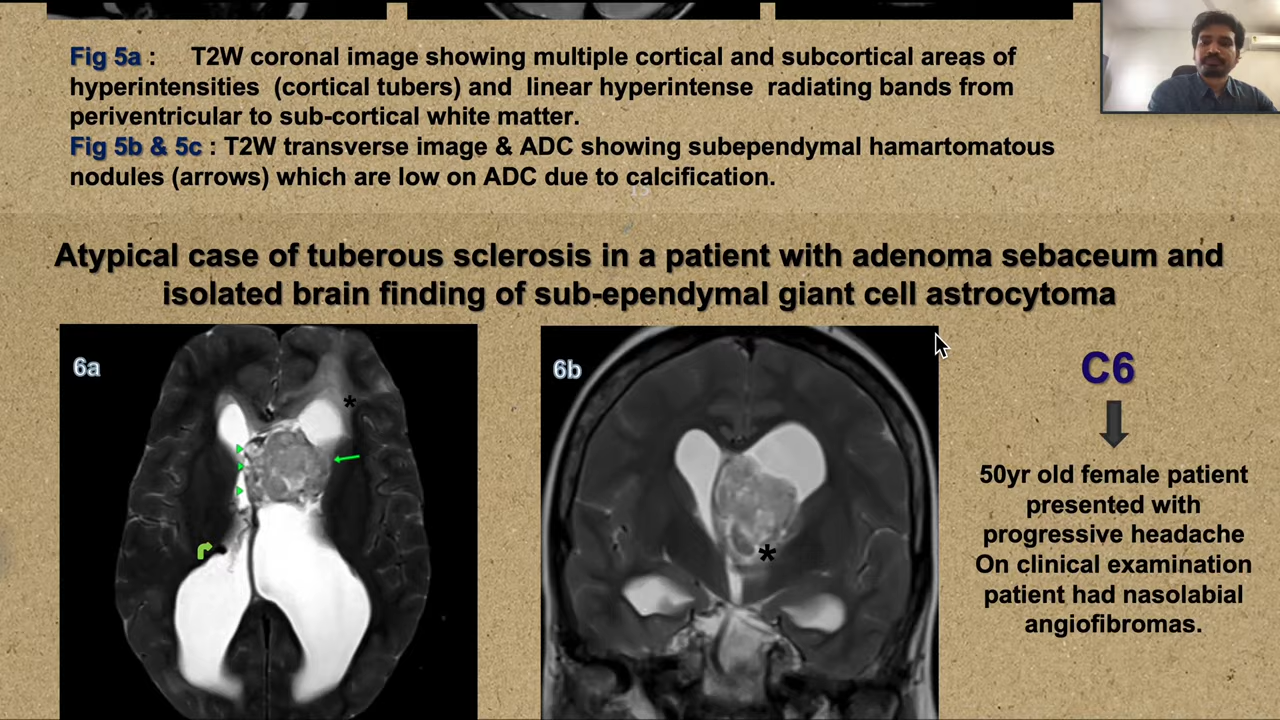 Fig 5a : T2W coronal image showing multiple cortical and subcortical areas of
hyperintensities (cortical tubers) and linear hyperintense radiating bands from
periventricular to sub-cortical white matter.
Fig 5b & 5c : T2W transverse image & ADC showing subependymal hamartomatous
nodules (arrows) which are low on ADC due to calcification.
Atypical case of tuberous sclerosis in a patient with adenoma sebaceum and
isolated brain finding of sub-ependymal giant cell astrocytoma
6a
*
6b
*
C6
50yr old female patient
presented with
progressive headache
On clinical examination
patient had nasolabial
angiofibromas.